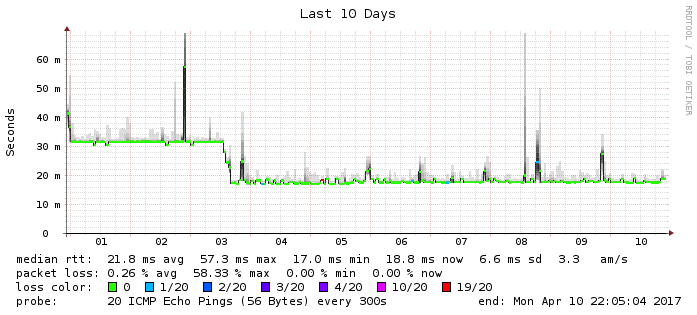 Last 10 Days
RRDTOOL / TOBI OETIKER
Seconds
60 m
50 m
40 m
30 m
20 m
10 m
0
01 02 03 04 05 06 07 08 09 10
median rtt: 21.8 ms avg 57.3 ms max 17.0 ms min 18.8 ms now 6.6 ms sd 3.3 am/s
packet loss: 0.26 % avg 58.33 % max 0.00 % min 0.00 % now
loss color: 0 1/20 2/20 3/20 4/20 10/20 19/20
probe: 20 ICMP Echo Pings (56 Bytes) every 300s end: Mon Apr 10 22:05:04 2017